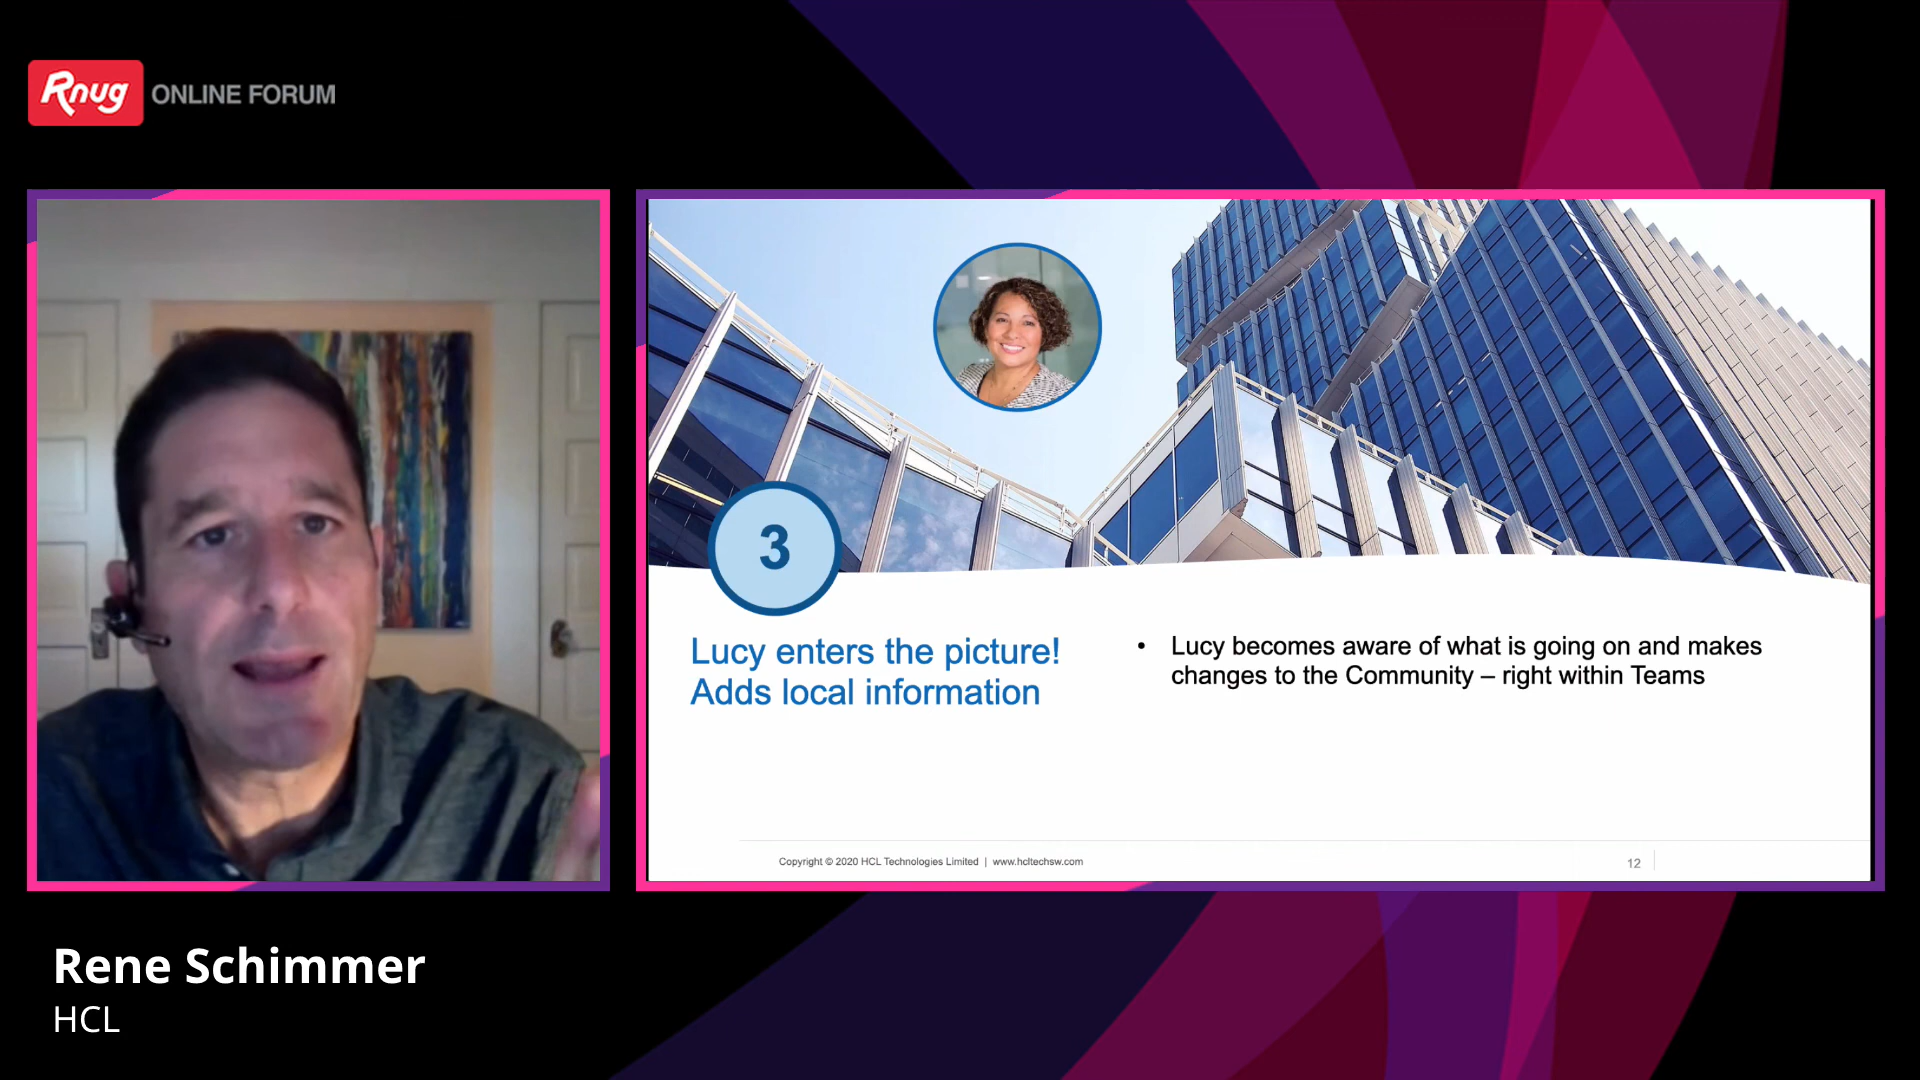 Rnug ONLINE FORUM
3
Lucy enters the picture!
Adds local information
• Lucy becomes aware of what is going on and makes
changes to the Community – right within Teams
Copyright © 2020 HCL Technologies Limited | www.hcltechsw.com
12
Rene Schimmer
HCL